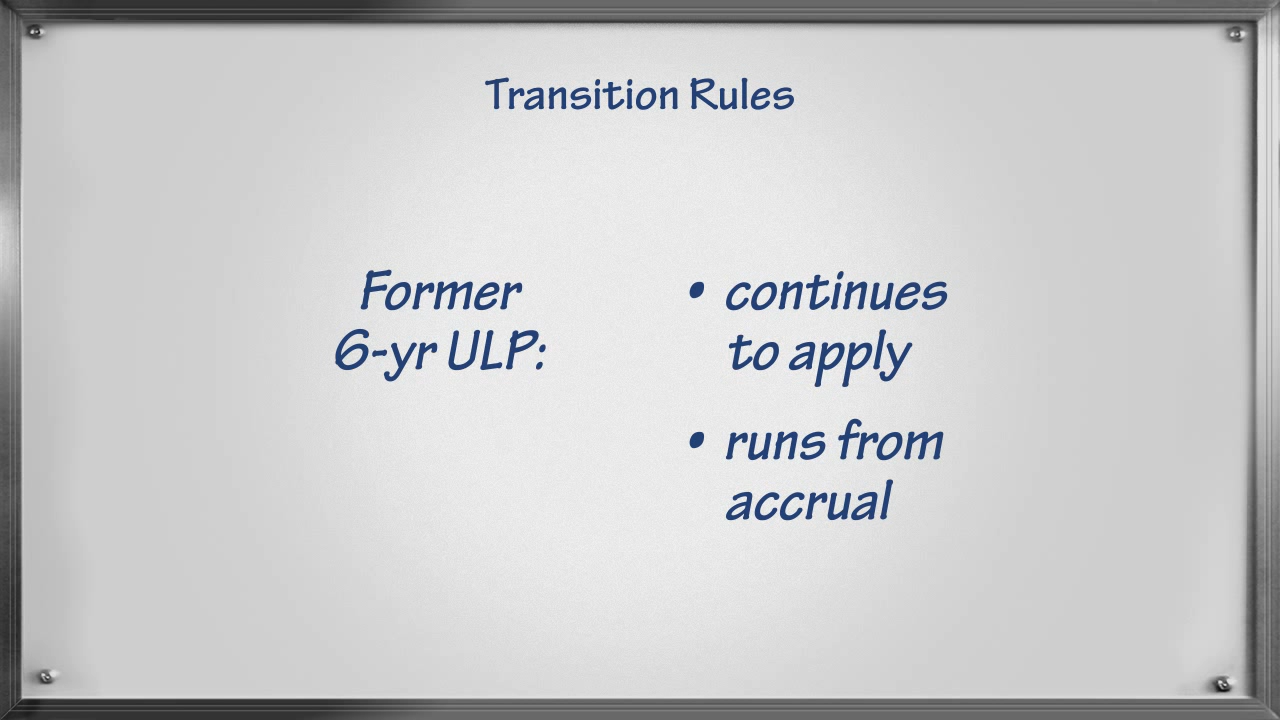 Transition Rules
Former
6-yr ULP:
• continues
to apply
• runs from
accrual